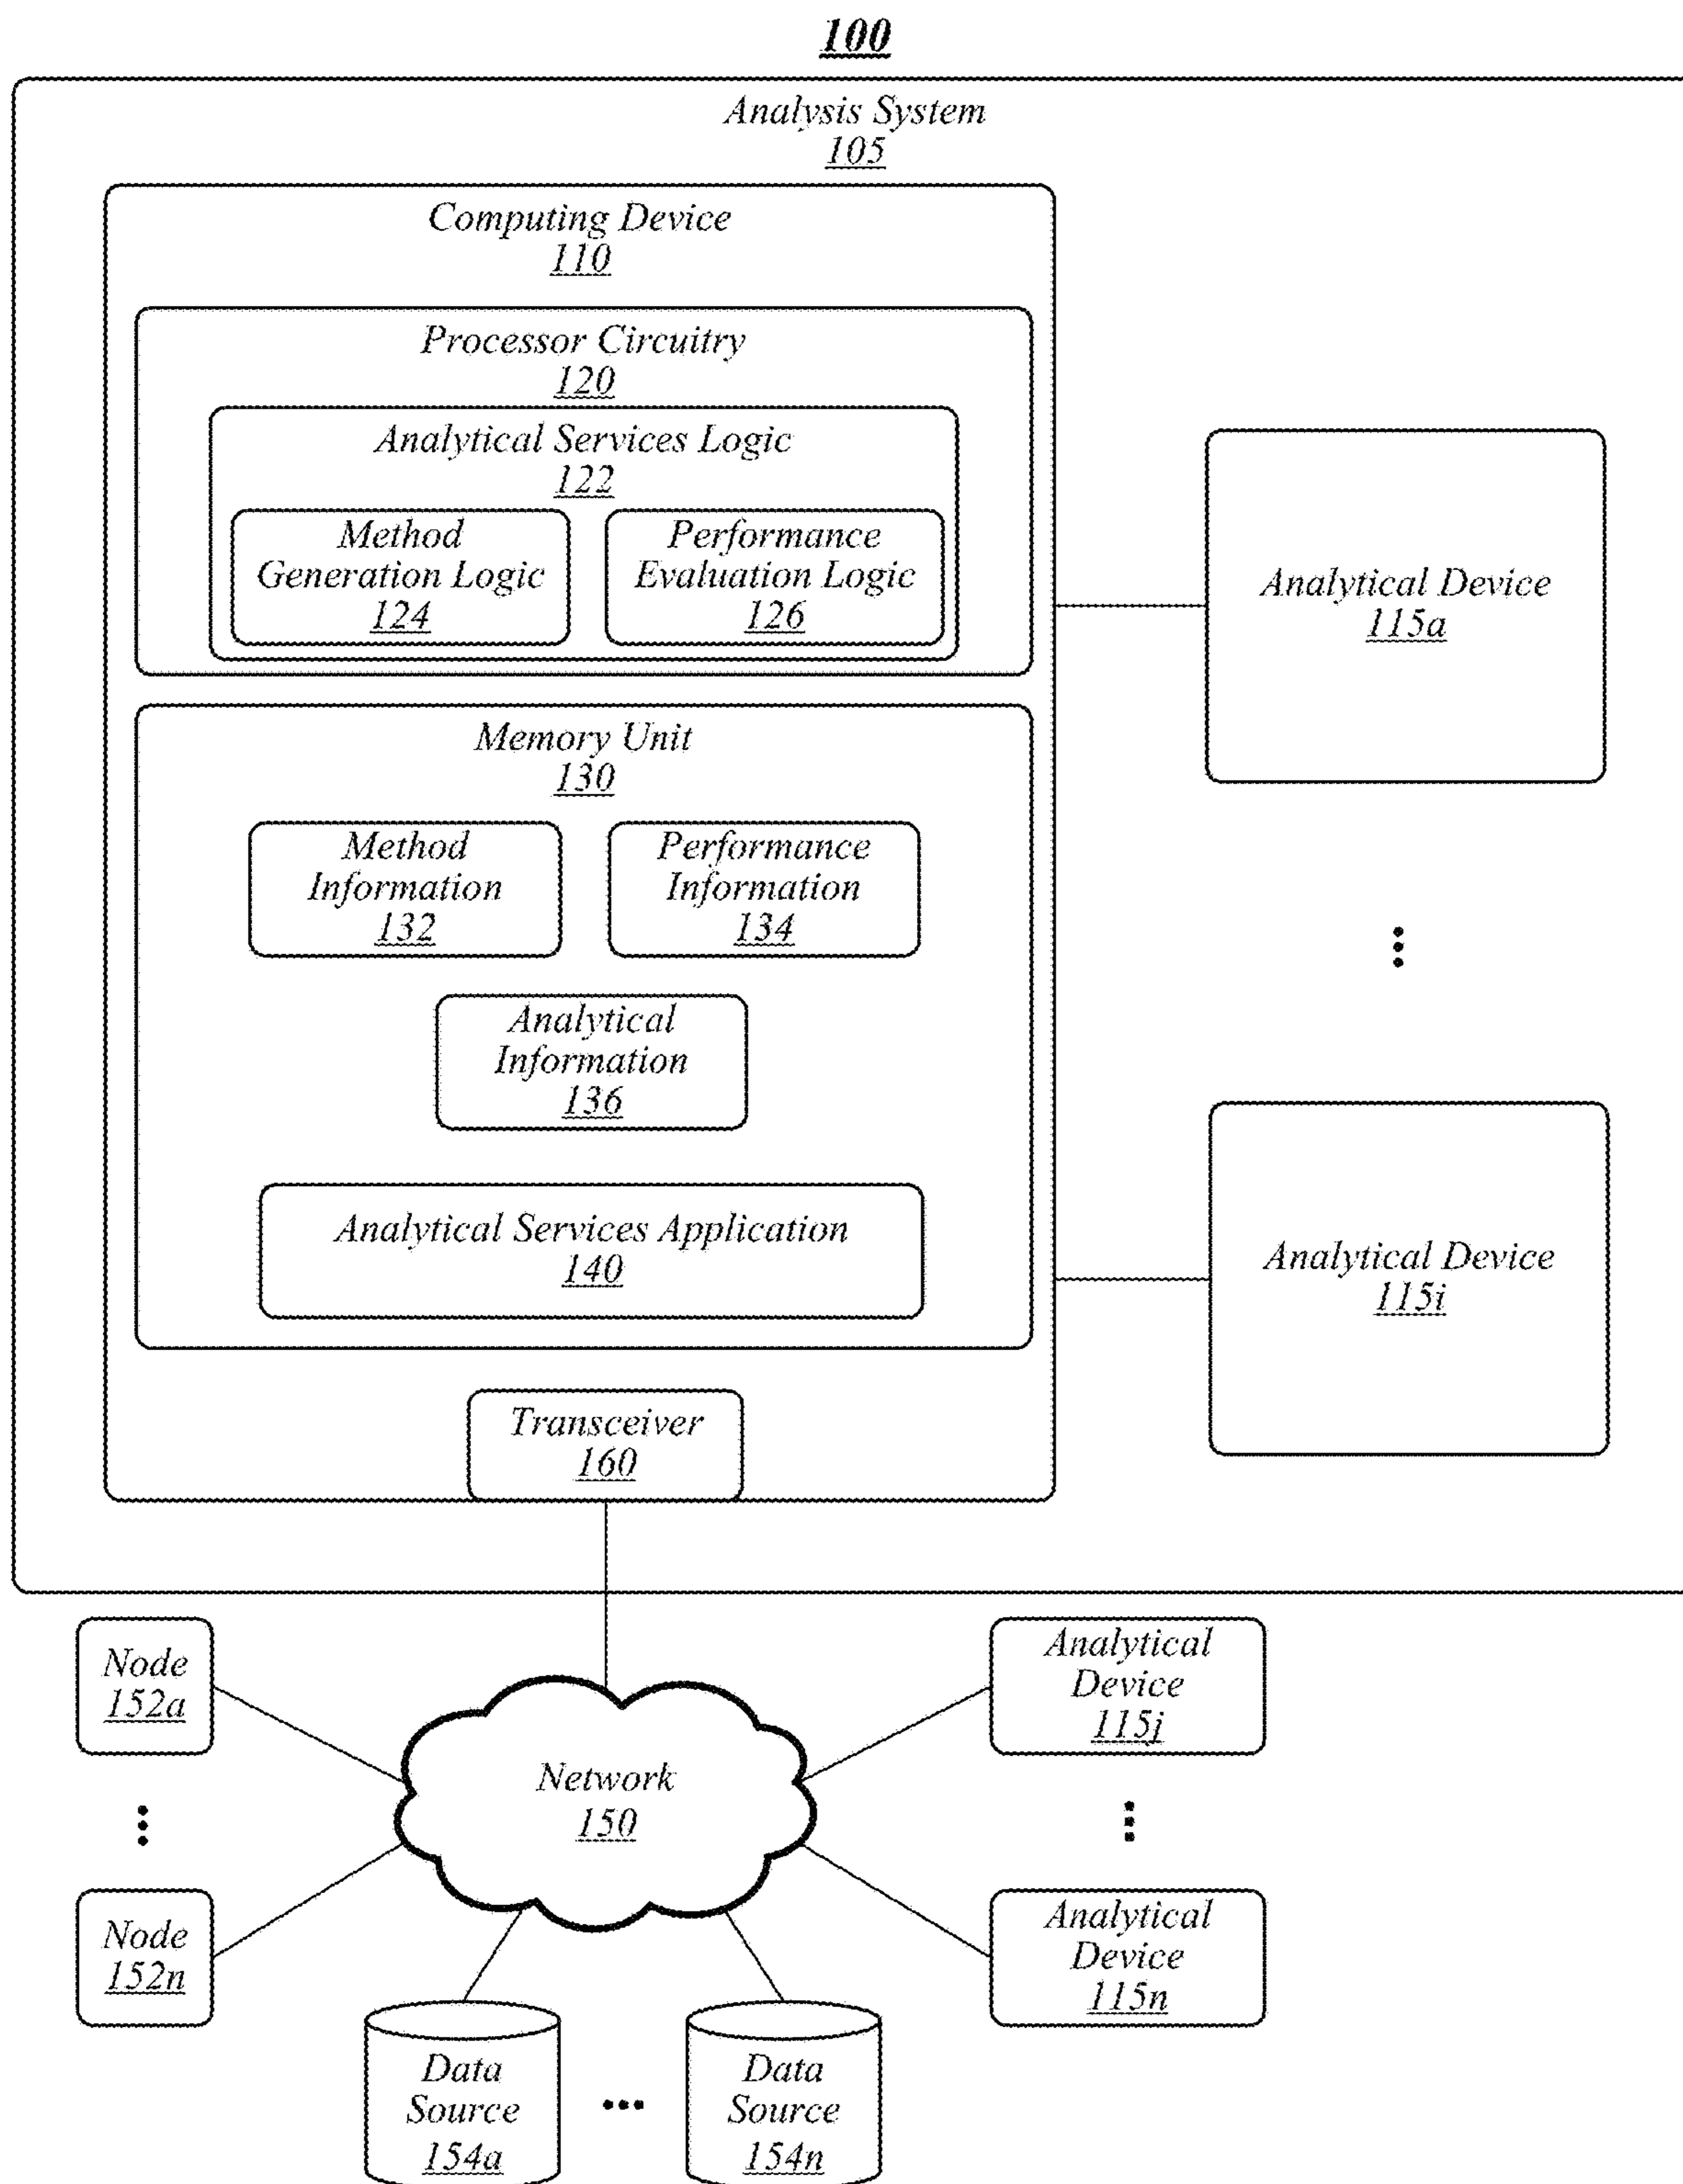 100
Analysis System
105
Computing Device
110
Processor Circuitry
120
Analytical Services Logic
122
Method
Generation Logic
124
Performance
Evaluation Logic
126
Analytical Device
115a
Memory Unit
130
Method
Information
132
Performance
Information
134
Analytical
Information
136
Analytical Services Application
140
Analytical Device
115i
Transceiver
160
Node
152a
Analytical
Device
115j
Network
150
Node
152n
Analytical
Device
115n
Data
Source
154a
Data
Source
154n